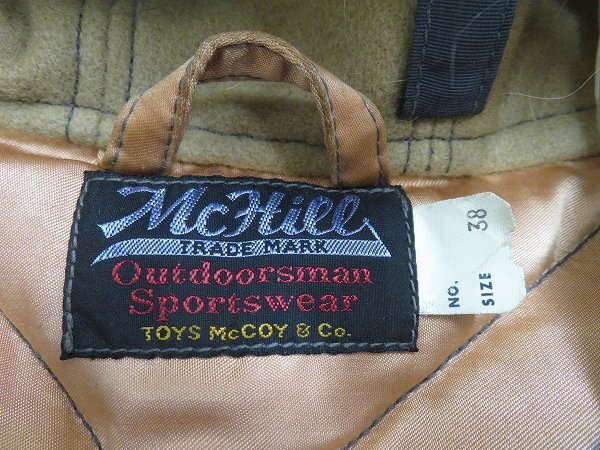 McHill
TRADE MARK
Outdoorsman
Sportswear
TOYS McCOY & Co.
NO.
SIZE 38